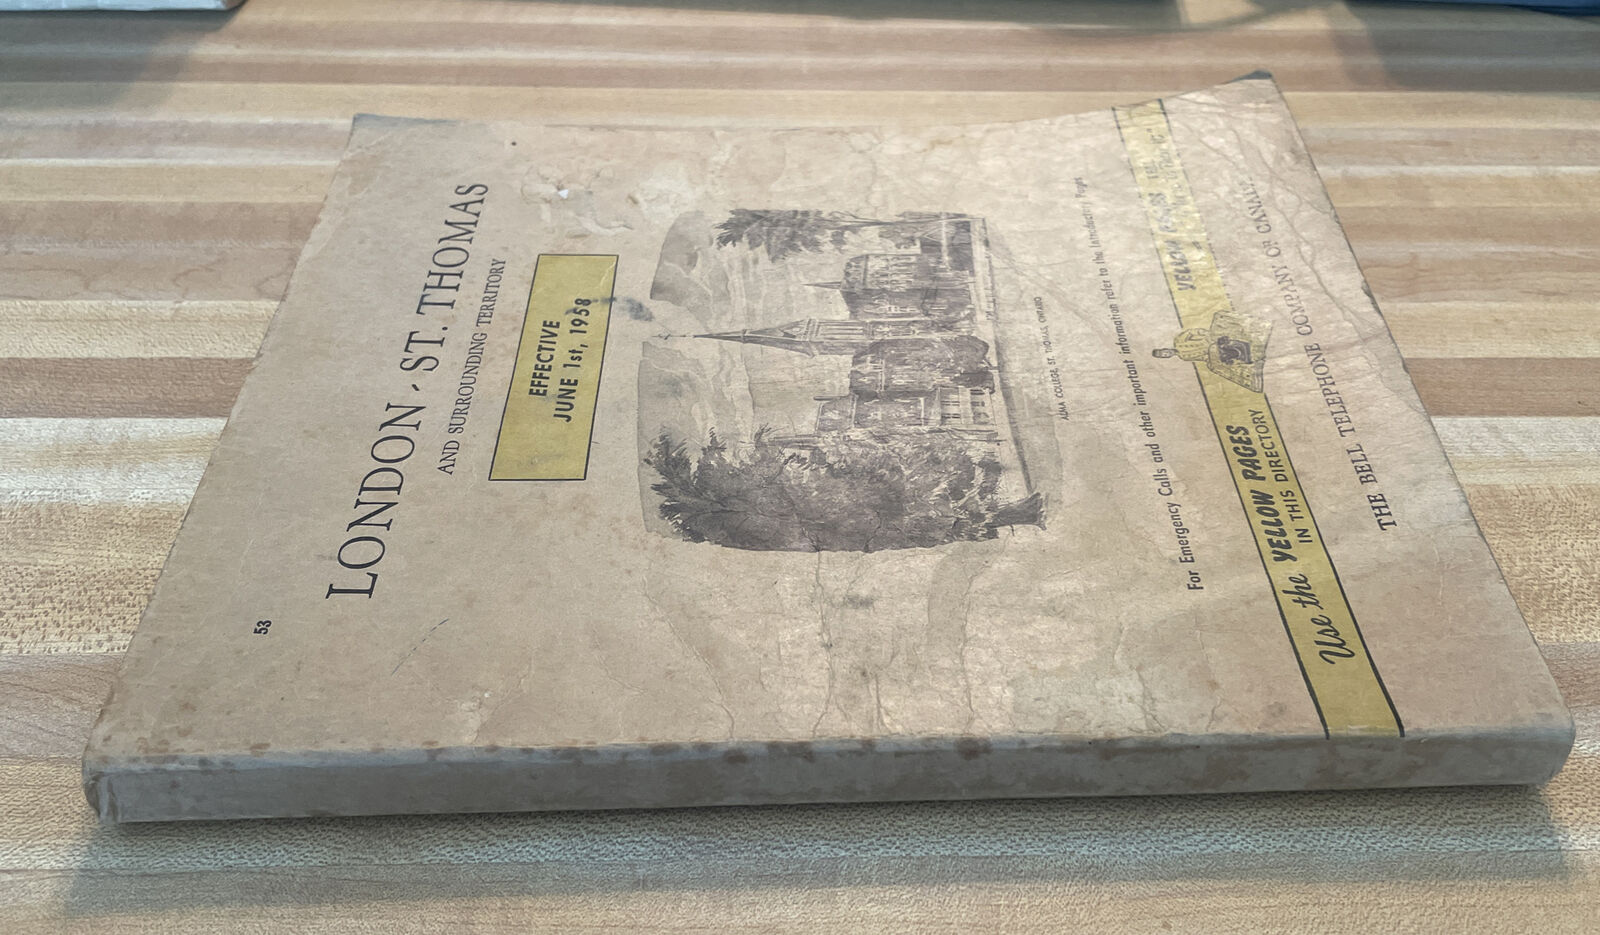 53
LONDON - ST. THOMAS
AND SURROUNDING TERRITORY
EFFECTIVE
JUNE 1st, 1958
ALMA COLLEGE, ST. THOMAS, ONTARIO
For Emergency Calls and other important information refer to the Introductory Pages
Use the YELLOW PAGES
IN THIS DIRECTORY
YELLOW
THE BELL TELEPHONE COMPANY OF CANADA